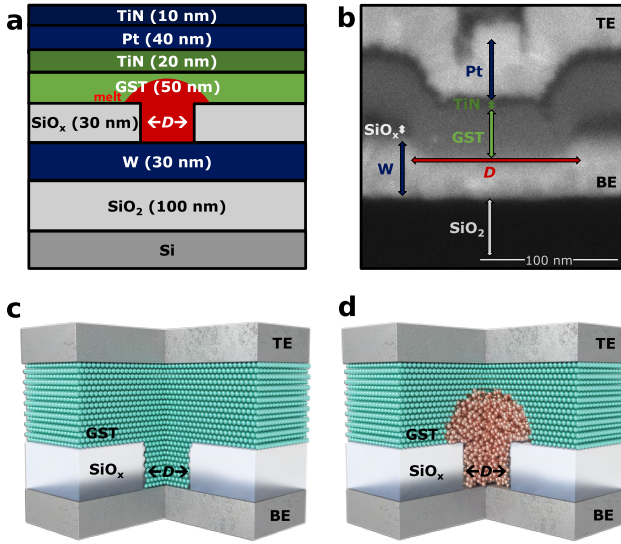 a
TiN (10 nm)
Pt (40 nm)
TiN (20 nm)
GST (50 nm)
melt
SiOx (30 nm)
←D→
W (30 nm)
SiO2 (100 nm)
Si
b
TE
Pt
TiN
SiOx
GST
W
D
BE
SiO2
100 nm
c
TE
GST
SiOx
←D→
BE
d
TE
GST
SiOx
←D→
BE